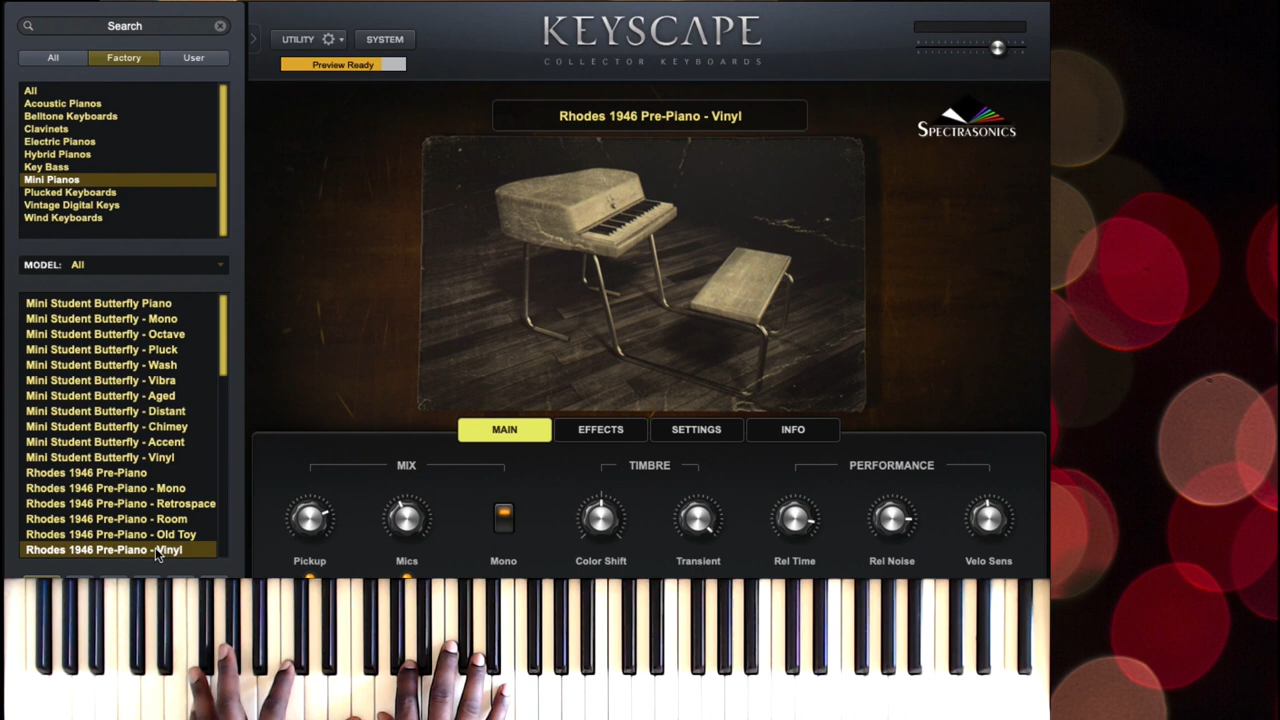 Search
All Factory User
All
Acoustic Pianos
Belltone Keyboards
Clavinets
Electric Pianos
Hybrid Pianos
Key Bass
Mini Pianos
Plucked Keyboards
Vintage Digital Keys
Wind Keyboards
MODEL: All
Mini Student Butterfly Piano
Mini Student Butterfly - Mono
Mini Student Butterfly - Octave
Mini Student Butterfly - Pluck
Mini Student Butterfly - Wash
Mini Student Butterfly - Vibra
Mini Student Butterfly - Aged
Mini Student Butterfly - Distant
Mini Student Butterfly - Chimey
Mini Student Butterfly - Accent
Mini Student Butterfly - Vinyl
Rhodes 1946 Pre-Piano
Rhodes 1946 Pre-Piano - Mono
Rhodes 1946 Pre-Piano - Retrospace
Rhodes 1946 Pre-Piano - Room
Rhodes 1946 Pre-Piano - Old Toy
Rhodes 1946 Pre-Piano - Vinyl
UTILITY SYSTEM
Preview Ready
KEYSCAPE
COLLECTOR KEYBOARDS
Rhodes 1946 Pre-Piano - Vinyl
SPECTRASONICS
MAIN EFFECTS SETTINGS INFO
MIX TIMBRE PERFORMANCE
Pickup Mics Mono Color Shift Transient Rel Time Rel Noise Velo Sens